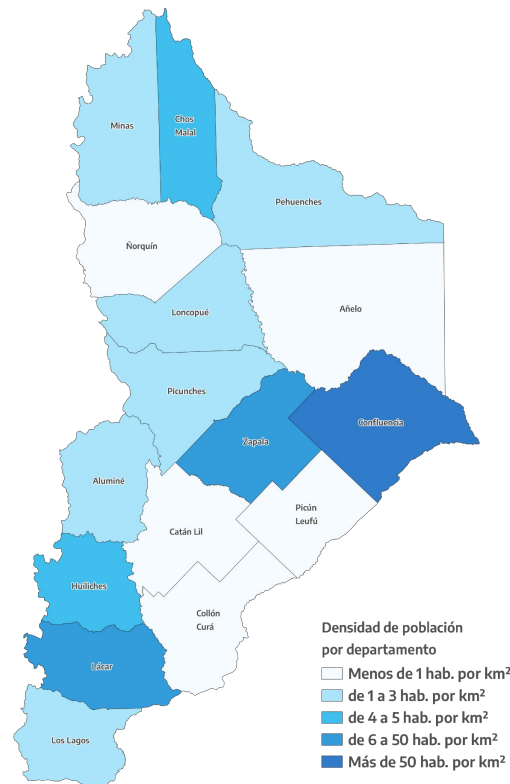 Minas
Chos
Malal
Pehuenches
Ñorquín
Loncopué
Añelo
Picunches
Confluencia
Zapala
Aluminé
Picún
Leufú
Catán Lil
Huiliches
Collón
Curá
Lácar
Los Lagos
Densidad de población
por departamento
Menos de 1 hab. por km²
de 1 a 3 hab. por km²
de 4 a 5 hab. por km²
de 6 a 50 hab. por km²
Más de 50 hab. por km²